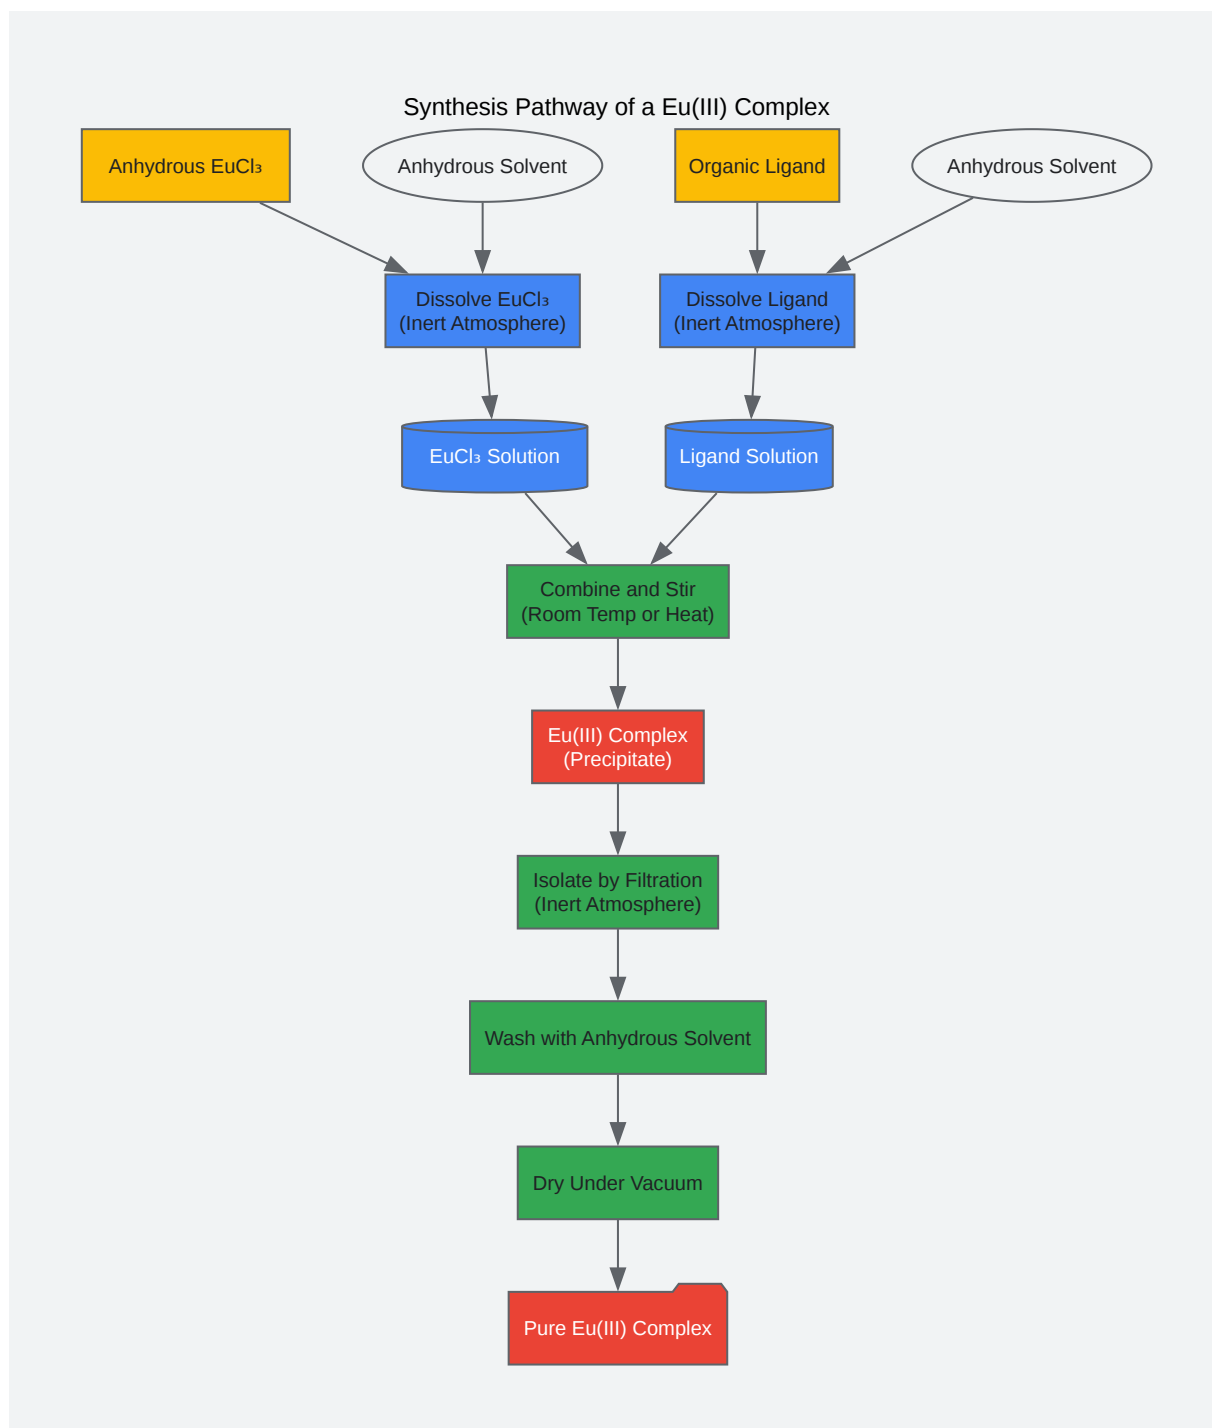 Synthesis Pathway of a Eu(III) Complex
Anhydrous EuCl₃
Anhydrous Solvent
Organic Ligand
Anhydrous Solvent
Dissolve EuCl₃
(Inert Atmosphere)
Dissolve Ligand
(Inert Atmosphere)
EuCl₃ Solution
Ligand Solution
Combine and Stir
(Room Temp or Heat)
Eu(III) Complex
(Precipitate)
Isolate by Filtration
(Inert Atmosphere)
Wash with Anhydrous Solvent
Dry Under Vacuum
Pure Eu(III) Complex